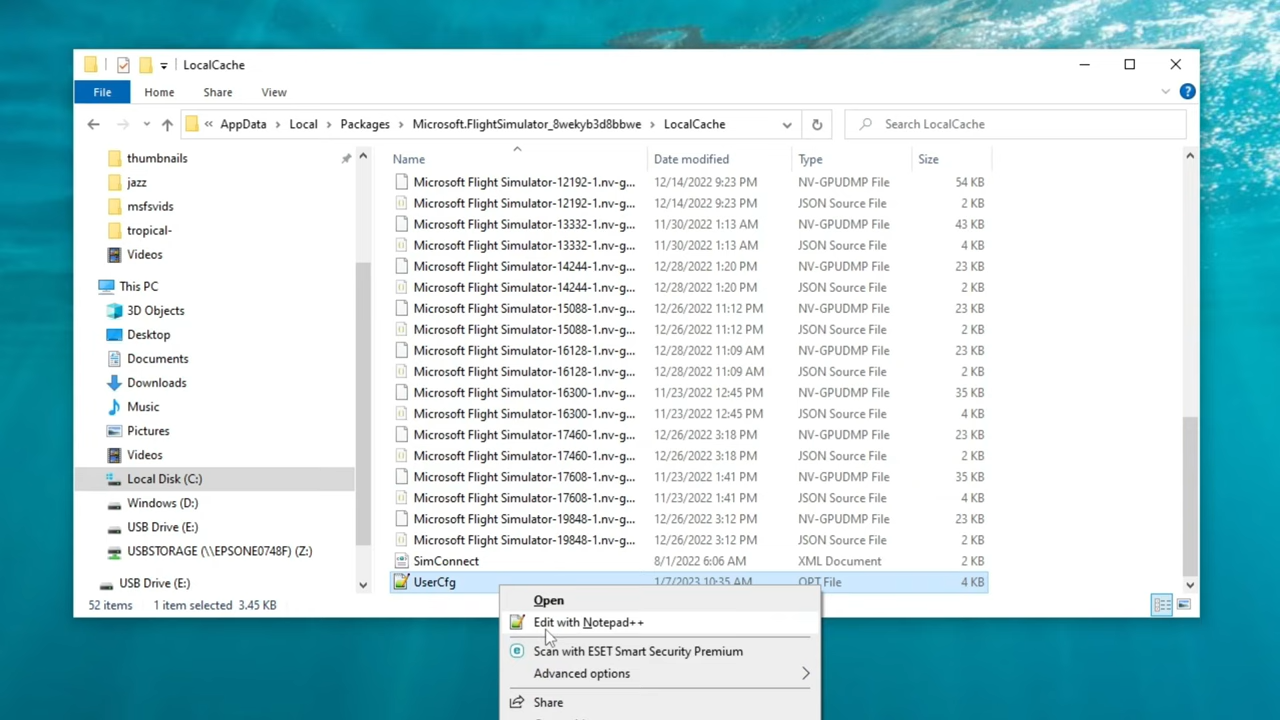 LocalCache
File Home Share View
« AppData › Local › Packages › Microsoft.FlightSimulator_8wekyb3d8bbwe › LocalCache
Search LocalCache
thumbnails
jazz
msfsvids
tropical-
Videos
This PC
3D Objects
Desktop
Documents
Downloads
Music
Pictures
Videos
Local Disk (C:)
Windows (D:)
USB Drive (E:)
USBSTORAGE (\\EPSONE0748F) (Z:)
USB Drive (E:)
Name Date modified Type Size
Microsoft Flight Simulator-12192-1.nv-g... 12/14/2022 9:23 PM NV-GPUDMP File 54 KB
Microsoft Flight Simulator-12192-1.nv-g... 12/14/2022 9:23 PM JSON Source File 2 KB
Microsoft Flight Simulator-13332-1.nv-g... 11/30/2022 1:13 AM NV-GPUDMP File 43 KB
Microsoft Flight Simulator-13332-1.nv-g... 11/30/2022 1:13 AM JSON Source File 4 KB
Microsoft Flight Simulator-14244-1.nv-g... 12/28/2022 1:20 PM NV-GPUDMP File 23 KB
Microsoft Flight Simulator-14244-1.nv-g... 12/28/2022 1:20 PM JSON Source File 2 KB
Microsoft Flight Simulator-15088-1.nv-g... 12/26/2022 11:12 PM NV-GPUDMP File 23 KB
Microsoft Flight Simulator-15088-1.nv-g... 12/26/2022 11:12 PM JSON Source File 2 KB
Microsoft Flight Simulator-16128-1.nv-g... 12/28/2022 11:09 AM NV-GPUDMP File 23 KB
Microsoft Flight Simulator-16128-1.nv-g... 12/28/2022 11:09 AM JSON Source File 2 KB
Microsoft Flight Simulator-16300-1.nv-g... 11/23/2022 12:45 PM NV-GPUDMP File 35 KB
Microsoft Flight Simulator-16300-1.nv-g... 11/23/2022 12:45 PM JSON Source File 4 KB
Microsoft Flight Simulator-17460-1.nv-g... 12/26/2022 3:18 PM NV-GPUDMP File 23 KB
Microsoft Flight Simulator-17460-1.nv-g... 12/26/2022 3:18 PM JSON Source File 2 KB
Microsoft Flight Simulator-17608-1.nv-g... 11/23/2022 1:41 PM NV-GPUDMP File 35 KB
Microsoft Flight Simulator-17608-1.nv-g... 11/23/2022 1:41 PM JSON Source File 4 KB
Microsoft Flight Simulator-19848-1.nv-g... 12/26/2022 3:12 PM NV-GPUDMP File 23 KB
Microsoft Flight Simulator-19848-1.nv-g... 12/26/2022 3:12 PM JSON Source File 2 KB
SimConnect 8/1/2022 6:06 AM XML Document 2 KB
UserCfg 1/7/2023 10:35 AM OPT File 4 KB
52 items 1 item selected 3.45 KB
Open
Edit with Notepad++
Scan with ESET Smart Security Premium
Advanced options
Share